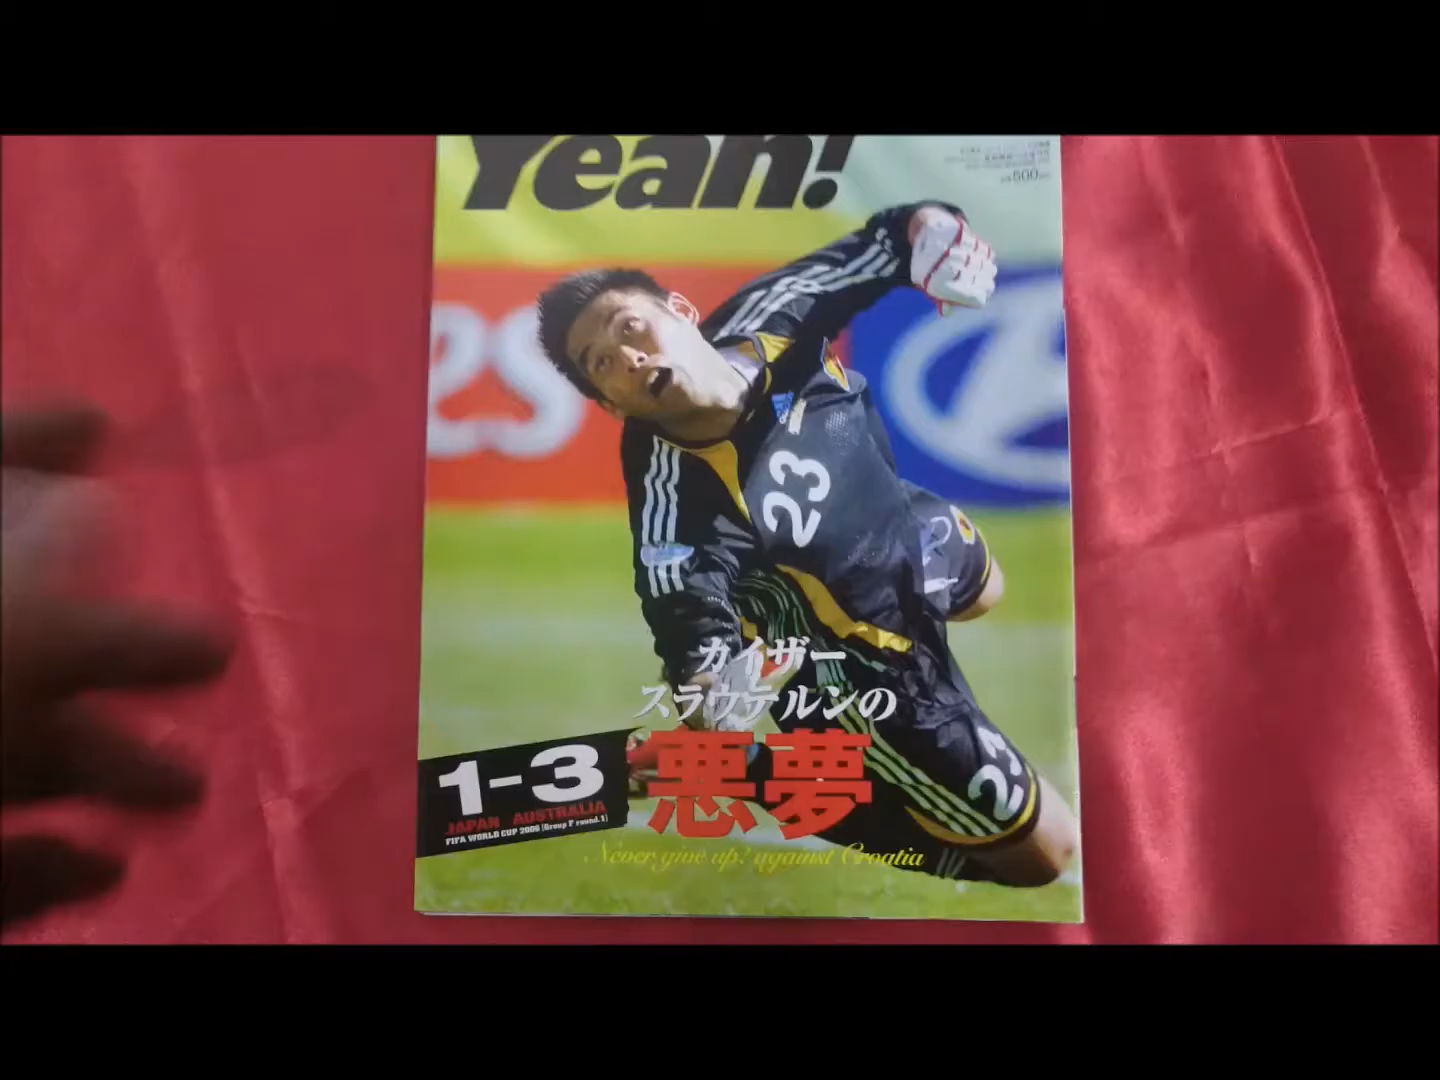 Yeah!
500
23
カイザー
スラウテルンの
悪夢
1-3
JAPAN AUSTRALIA
FIFA WORLD CUP 2006 [Group F round.1]
23
Never give up! against Croatia